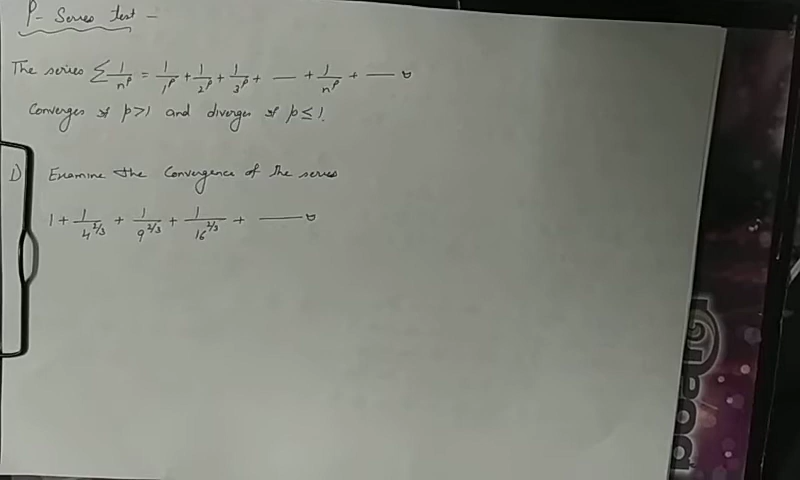 P- Series test -
The series ∑ 1/n^p = 1/1^p + 1/2^p + 1/3^p + — + 1/n^p + — ∞
Converges if p>1 and diverges if p≤1.
1) Examine the Convergence of the series
1 + 1/4^{2/3} + 1/9^{2/3} + 1/16^{2/3} + — ∞